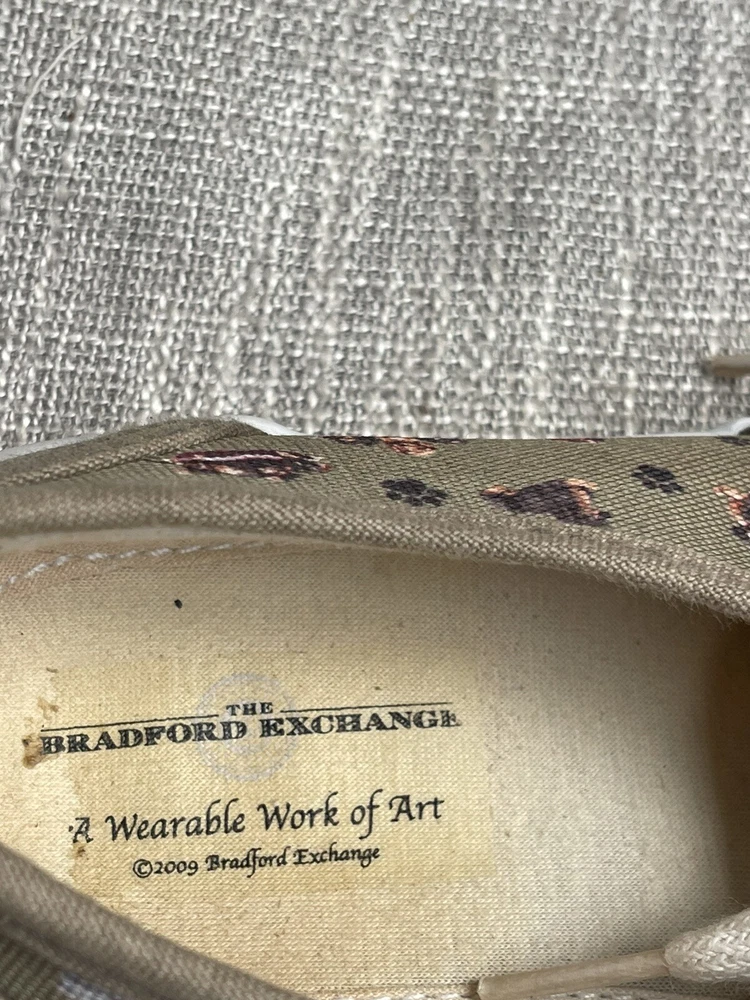 THE
BRADFORD EXCHANGE
A Wearable Work of Art
©2009 Bradford Exchange